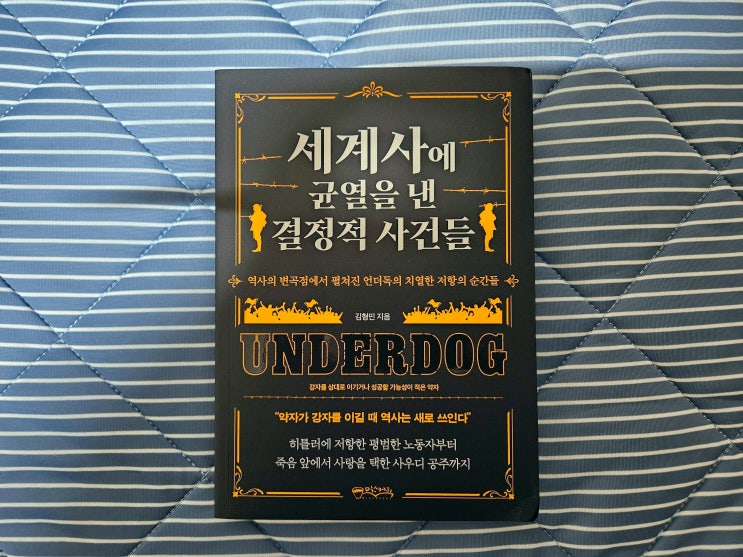 세계사에
균열을 낸
결정적 사건들
역사의 변곡점에서 펼쳐진 언더독의 치열한 저항의 순간들
김형민 지음
UNDERDOG
강자를 상대로 이기거나 성공할 가능성이 적은 약자
"약자가 강자를 이길 때 역사는 새로 쓰인다"
히틀러에 저항한 평범한 노동자부터
죽음 앞에서 사랑을 택한 사우디 공주까지
믹스커피